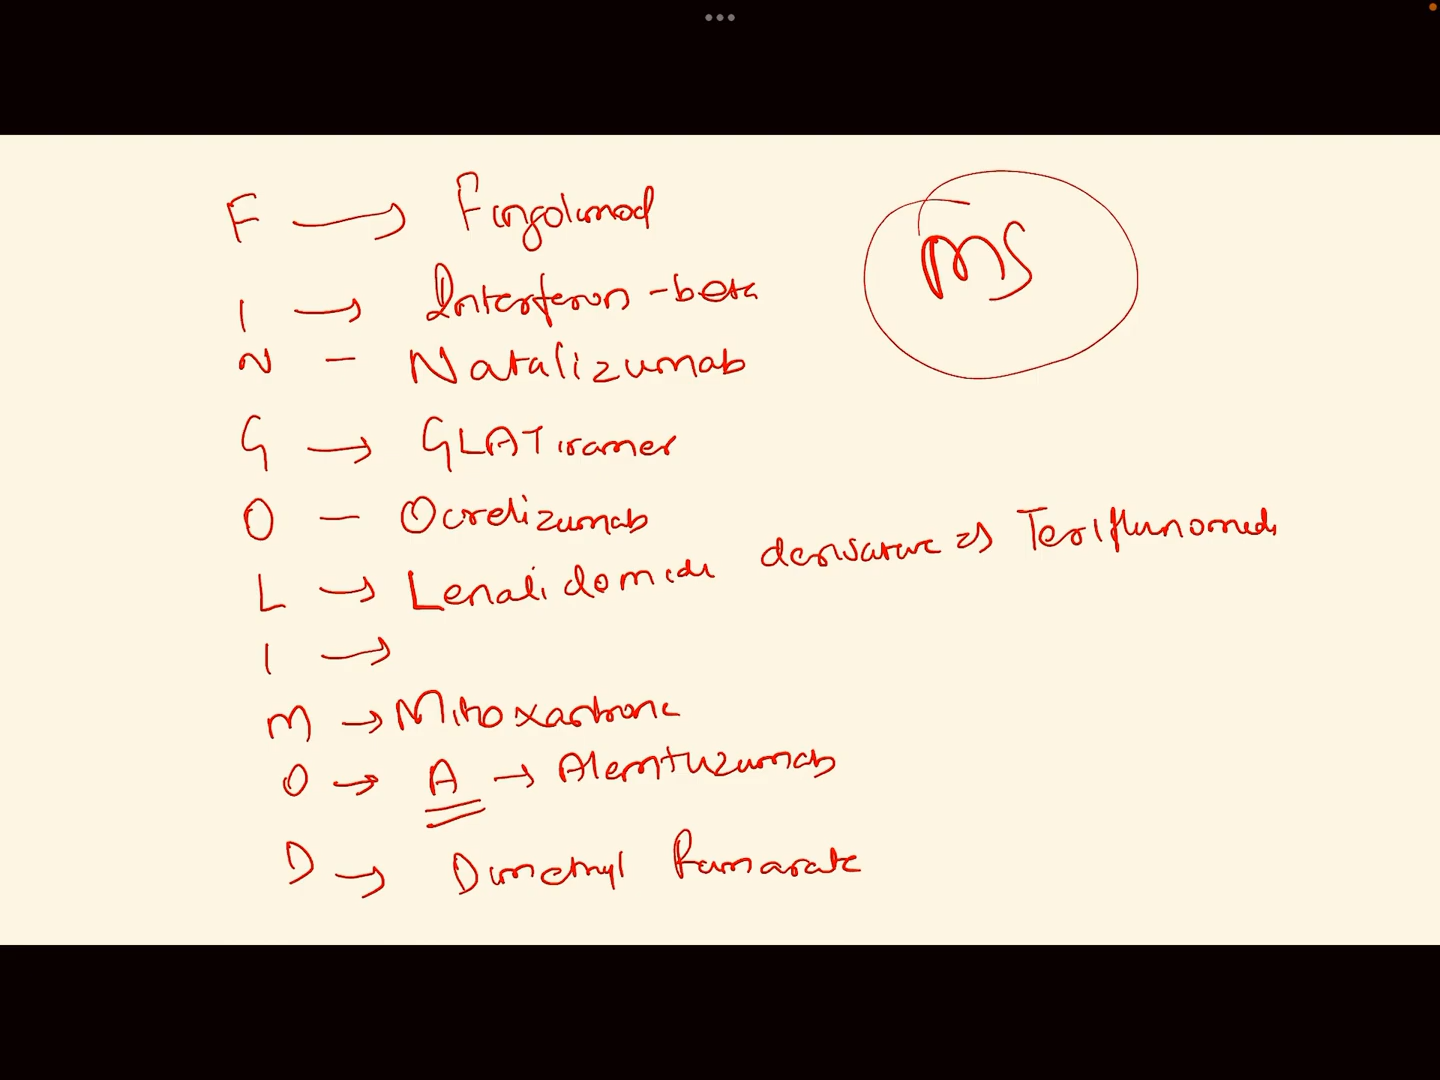 F → Fingolimod
MS
I → Interferon-beta
N – Natalizumab
G → GLATiramer
O – Ocrelizumab
L → Lenalidomide derivative ⇒ Teriflunomide
I →
M → Mitoxantrone
O → A → Alemtuzumab
D → Dimethyl Fumarate